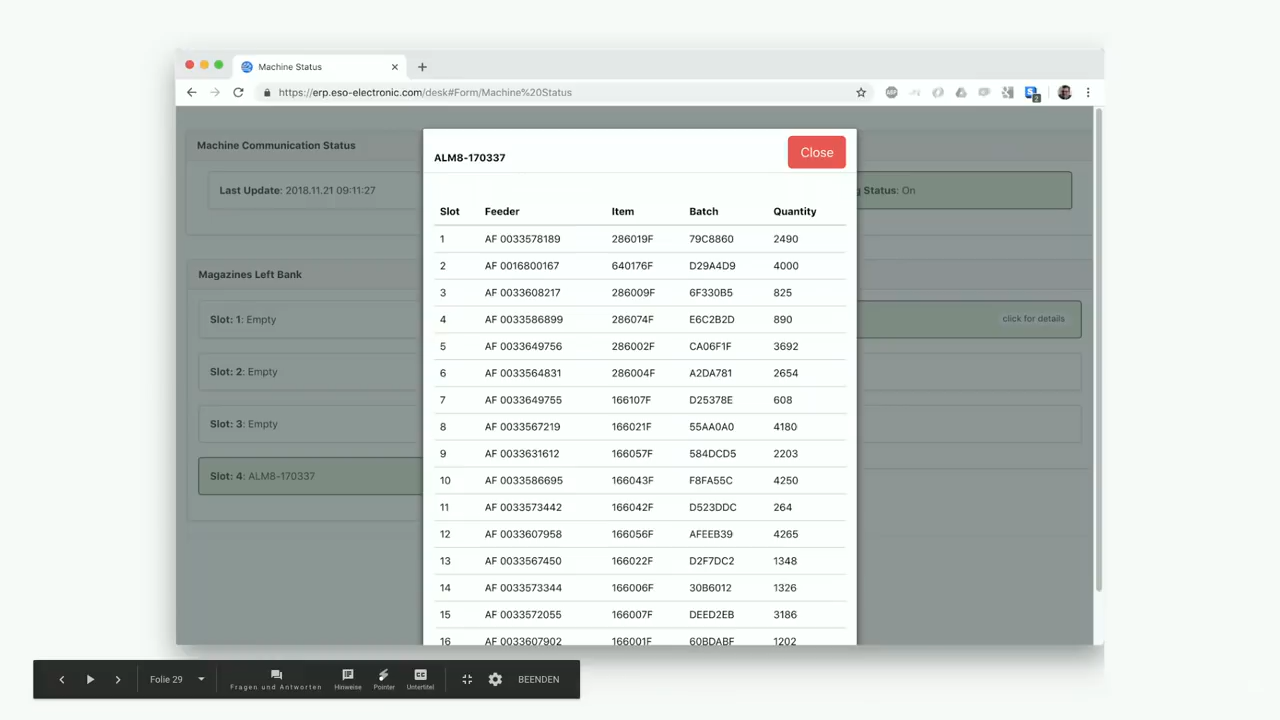 Machine Status
https://erp.eso-electronic.com/desk#Form/Machine%20Status
Machine Communication Status
Last Update: 2018.11.21 09:11:27
g Status: On
Magazines Left Bank
Slot: 1: Empty
click for details
Slot: 2: Empty
Slot: 3: Empty
Slot: 4: ALM8-170337
ALM8-170337
Close
Slot Feeder Item Batch Quantity
1 AF 0033578189 286019F 79C8860 2490
2 AF 0016800167 640176F D29A4D9 4000
3 AF 0033608217 286009F 6F330B5 825
4 AF 0033586899 286074F E6C2B2D 890
5 AF 0033649756 286002F CA06F1F 3692
6 AF 0033564831 286004F A2DA781 2654
7 AF 0033649755 166107F D25378E 608
8 AF 0033567219 166021F 55AA0A0 4180
9 AF 0033631612 166057F 584DCD5 2203
10 AF 0033586695 166043F F8FA55C 4250
11 AF 0033573442 166042F D523DDC 264
12 AF 0033607958 166056F AFEEB39 4265
13 AF 0033567450 166022F D2F7DC2 1348
14 AF 0033573344 166006F 30B6012 1326
15 AF 0033572055 166007F DEED2EB 3186
16 AF 0033607902 166001F 60BDABF 1202
Folie 29
Fragen und Antworten
Hinweise
Pointer
Untertitel
BEENDEN